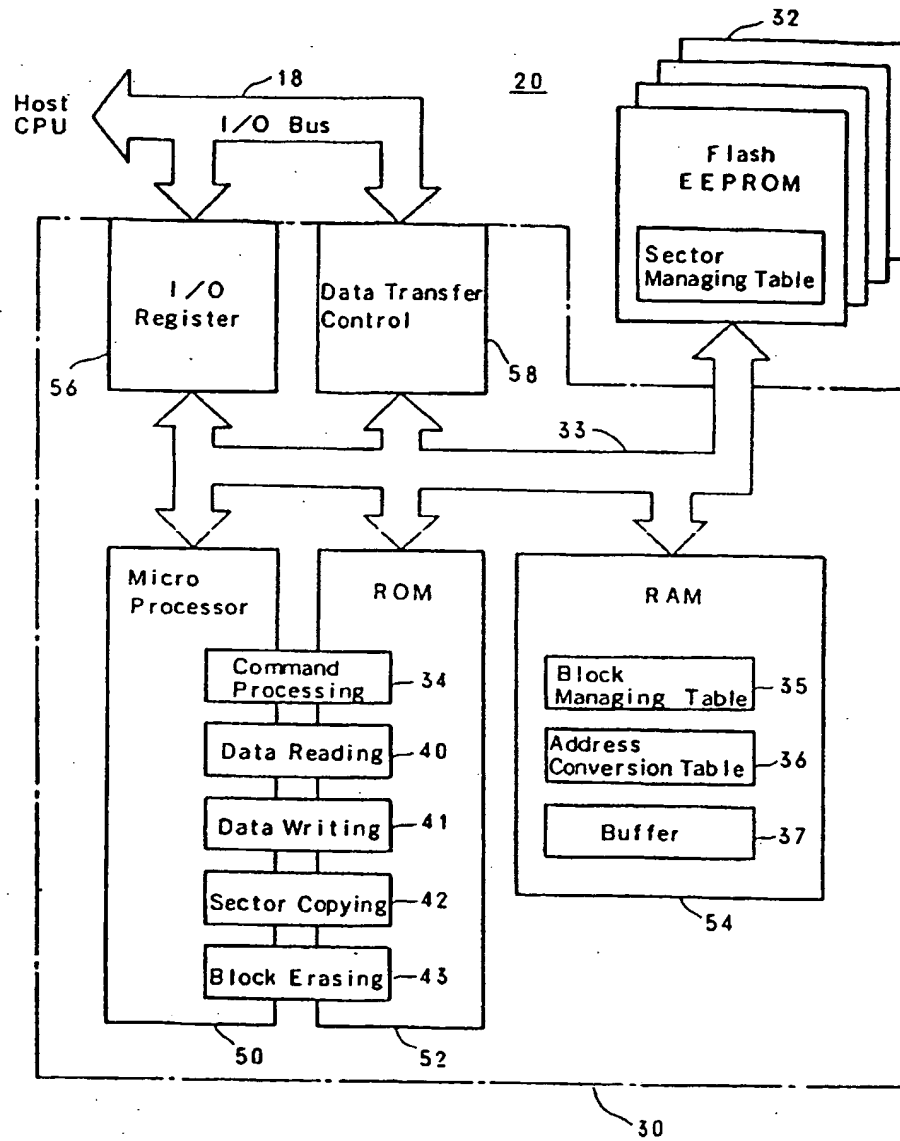 32
18
20
Host
CPU
I/O Bus
Flash
EEPROM
Sector
Managing Table
I/O
Register
Data Transfer
Control
56
58
33
Micro
Processor
ROM
RAM
Command
Processing
34
Block
Managing Table
35
Data Reading
40
Address
Conversion Table
36
Data Writing
41
Buffer
37
Sector Copying
42
54
Block Erasing
43
50
52
30